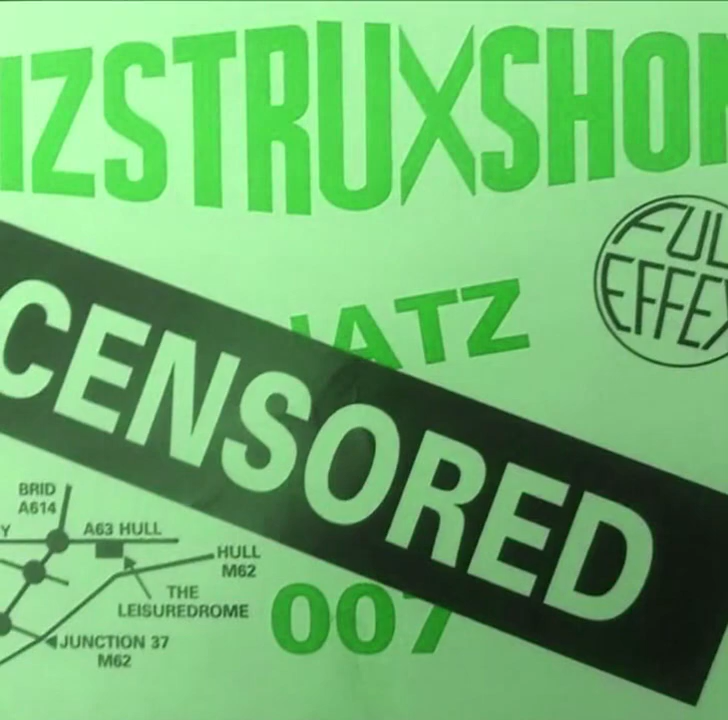 IZSTRUXSHO
FUL
EFFEX
ATZ
CENSORED
BRID
A614
Y
A63 HULL
HULL
M62
THE
LEISUREDROME
007
JUNCTION 37
M62